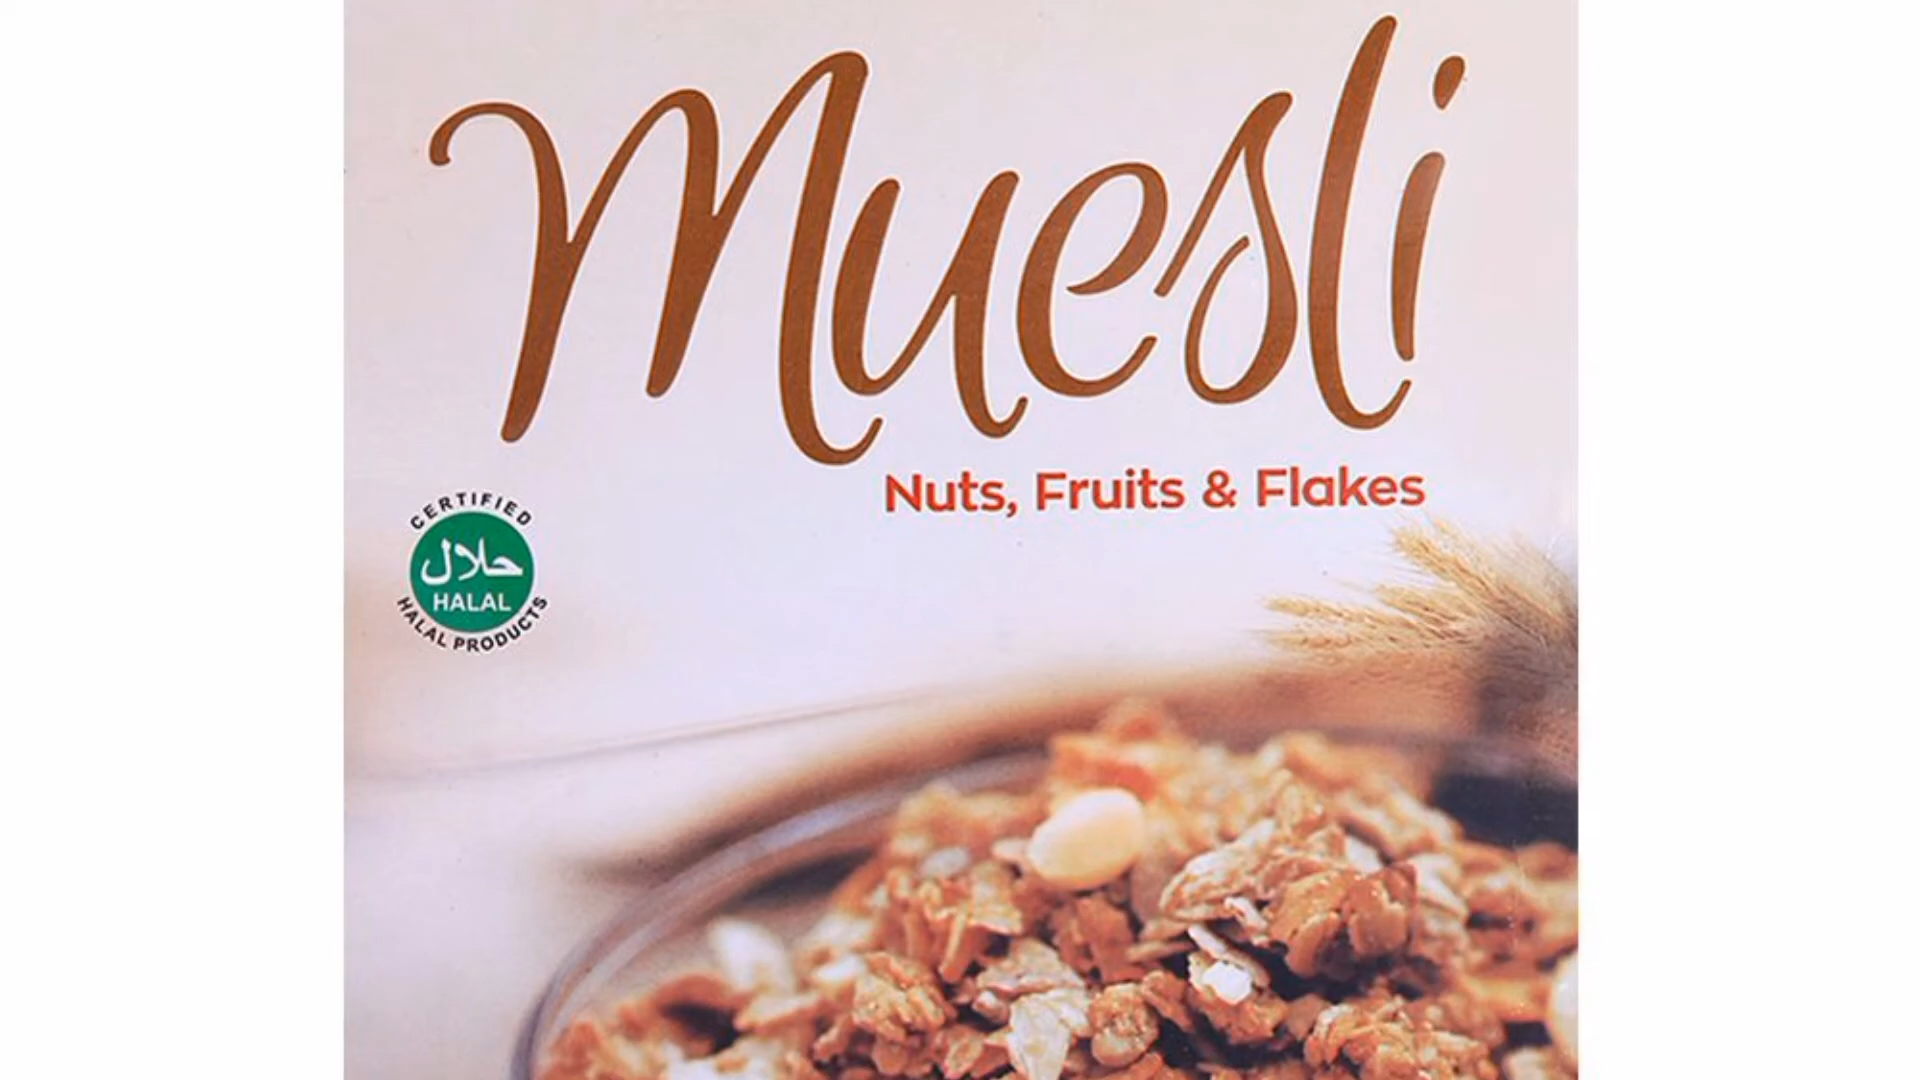 Muesli
Nuts, Fruits & Flakes
CERTIFIED
حلال
HALAL
HALAL PRODUCTS